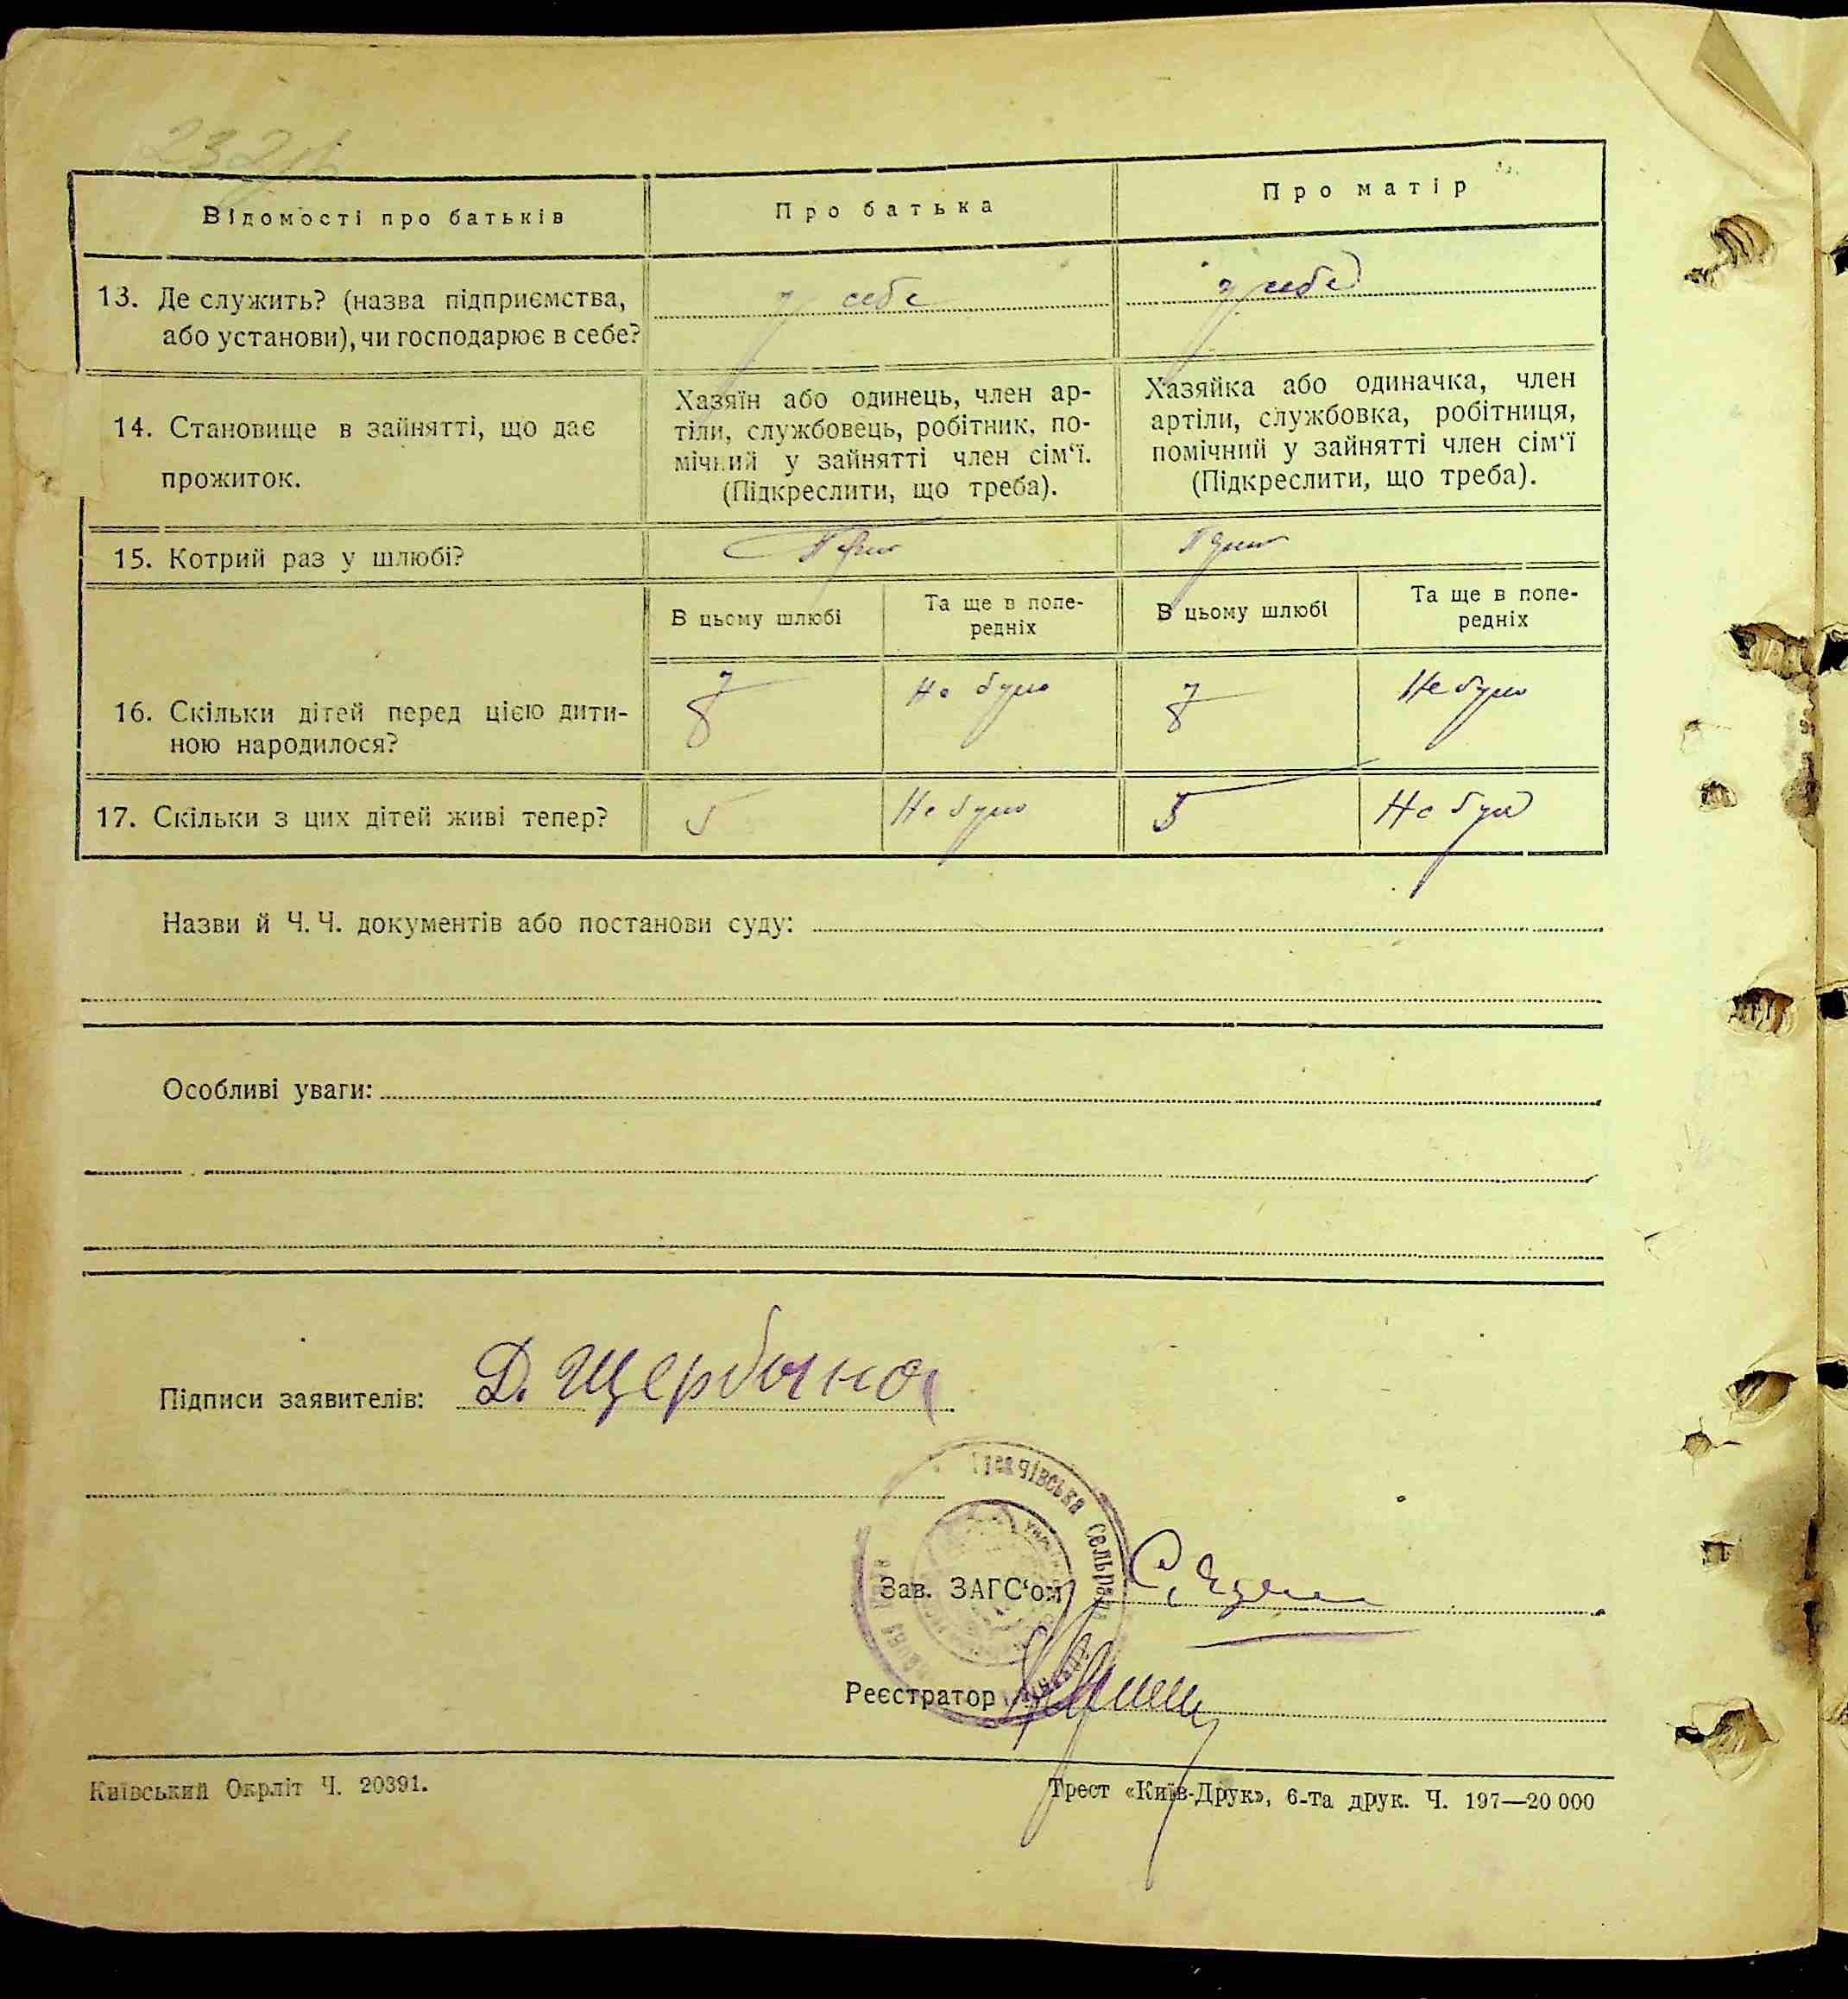 Відомості про батьків
Про батька
Про матір
13. Де служить? (назва підприємства,
або установи), чи господарює в себе?
у себе
у себе
14. Становище в зайнятті, що дає
прожиток.
Хазяїн або одинець, член ар-
тіли, службовець, робітник, по-
мічний у зайнятті член сім‘ї.
(Підкреслити, що треба).
Хазяйка або одиначка, член
артіли, службовка, робітниця,
помічний у зайнятті член сім‘ї
(Підкреслити, що треба).
15. Котрий раз у шлюбі?
В цьому шлюбі
Та ще в попе-
редніх
В цьому шлюбі
Та ще в попе-
редніх
16. Скільки дітей перед цією дити-
ною народилося?
Не було
Не було
17. Скільки з цих дітей живі тепер?
5
Не було
5
Не було
Назви й Ч. Ч. документів або постанови суду:
Особливі уваги:
Підписи заявителів: Д. Щербина
Зав. ЗАГС‘ом
Реєстратор
Київський Окрліт Ч. 20391.
Трест «Київ-Друк», 6-та друк. Ч. 197—20 000